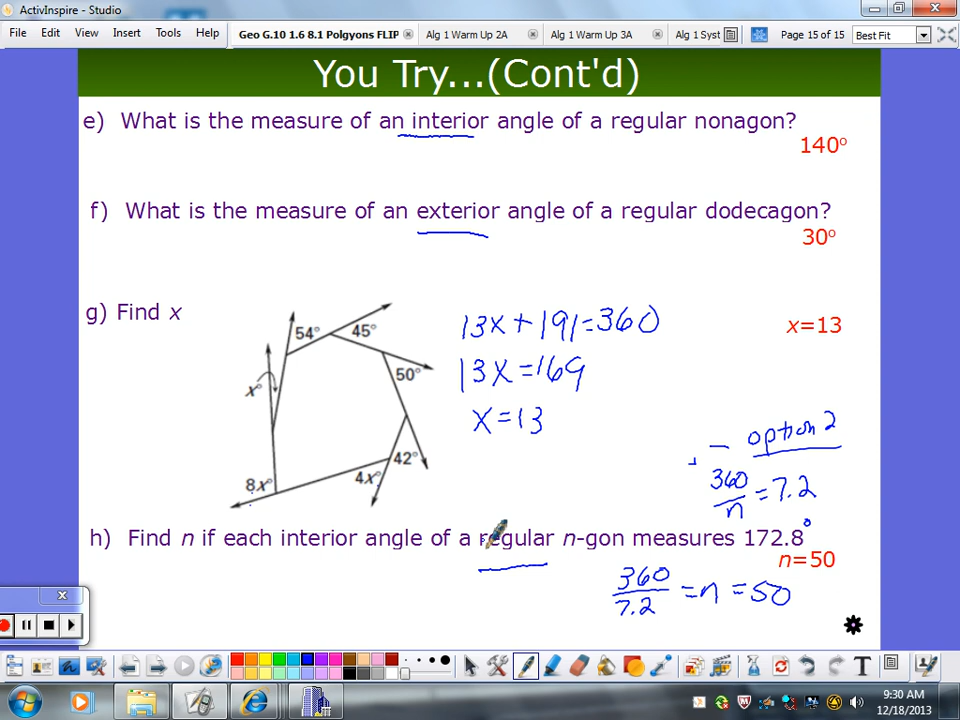 ActivInspire - Studio
File Edit View Insert Tools Help
Geo G.10 1.6 8.1 Polgyons FLIP
Alg 1 Warm Up 2A
Alg 1 Warm Up 3A
Alg 1 Syst
Page 15 of 15
Best Fit
You Try...(Cont'd)
e) What is the measure of an interior angle of a regular nonagon?
140°
f) What is the measure of an exterior angle of a regular dodecagon?
30°
g) Find x
x=13
54°
45°
50°
x°
42°
8x°
4x°
13x + 191 = 360
13x = 169
x = 13
option 2
360/n = 7.2
h) Find n if each interior angle of a regular n-gon measures 172.8°
n=50
360/7.2 = n = 50
9:30 AM
12/18/2013